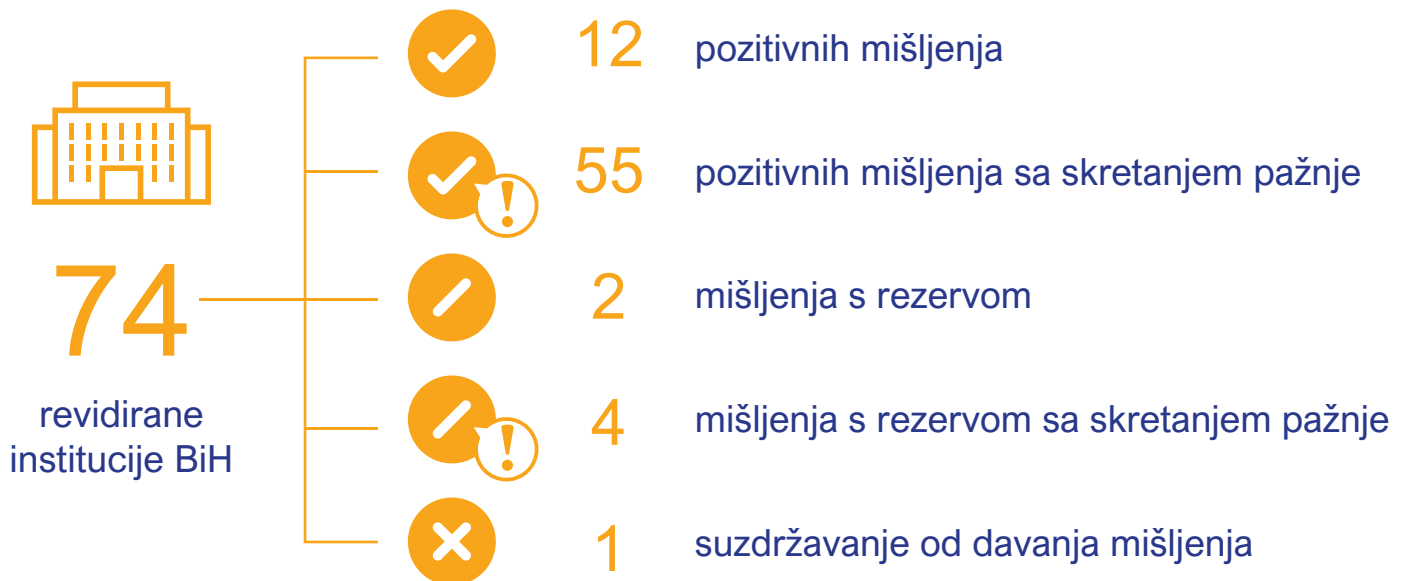 74
revidirane
institucije BiH
12 pozitivnih mišljenja
55 pozitivnih mišljenja sa skretanjem pažnje
2 mišljenja s rezervom
4 mišljenja s rezervom sa skretanjem pažnje
1 suzdržavanje od davanja mišljenja